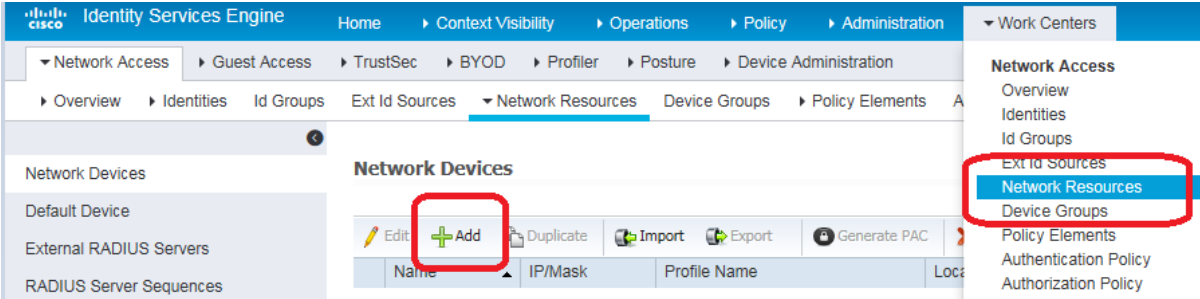 CISCO Identity Services Engine Home Context Visibility Operations Policy Administration Work Centers
Network Access Guest Access TrustSec BYOD Profiler Posture Device Administration
Overview Identities Id Groups Ext Id Sources Network Resources Device Groups Policy Elements A
Network Devices
Default Device
External RADIUS Servers
RADIUS Server Sequences
Network Devices
Edit Add Duplicate Import Export Generate PAC
Name IP/Mask Profile Name Loca
Network Access
Overview
Identities
Id Groups
Ext Id Sources
Network Resources
Device Groups
Policy Elements
Authentication Policy
Authorization Policy